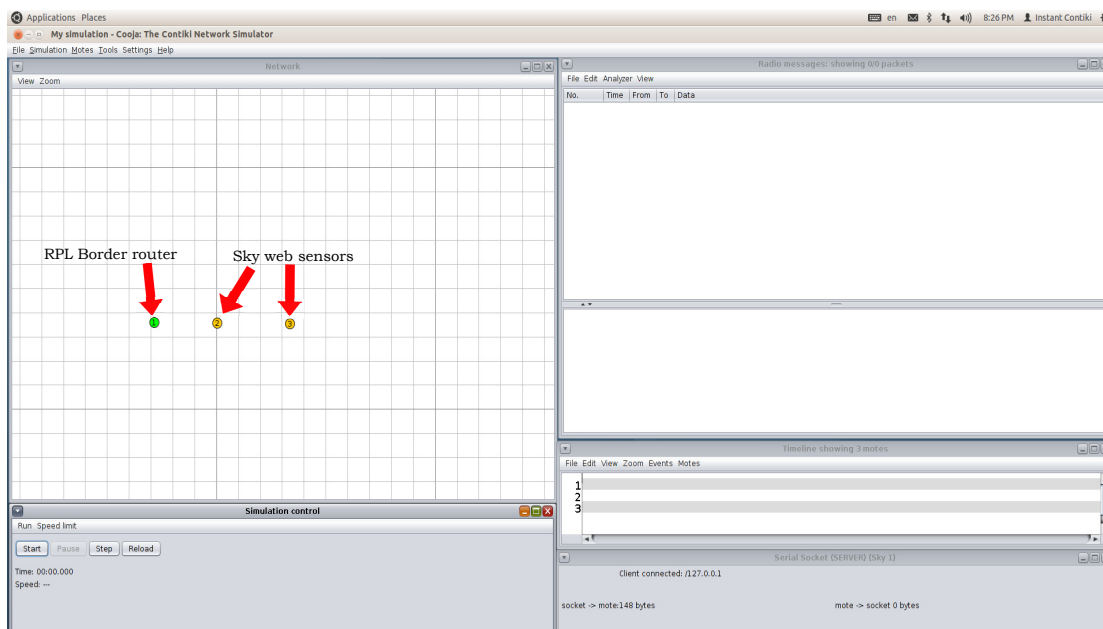 Applications Places
en 8:26 PM Instant Contiki
My simulation - Cooja: The Contiki Network Simulator
File Simulation Motes Tools Settings Help
Network
View Zoom
RPL Border router
Sky web sensors
1
2
3
Simulation control
Run Speed limit
Start Pause Step Reload
Time: 00:00.000
Speed: ---
Radio messages: showing 0/0 packets
File Edit Analyzer View
No. Time From To Data
Timeline showing 3 motes
File Edit View Zoom Events Motes
1
2
3
Serial Socket (SERVER) (Sky 1)
Client connected: /127.0.0.1
socket -> mote:148 bytes
mote -> socket 0 bytes